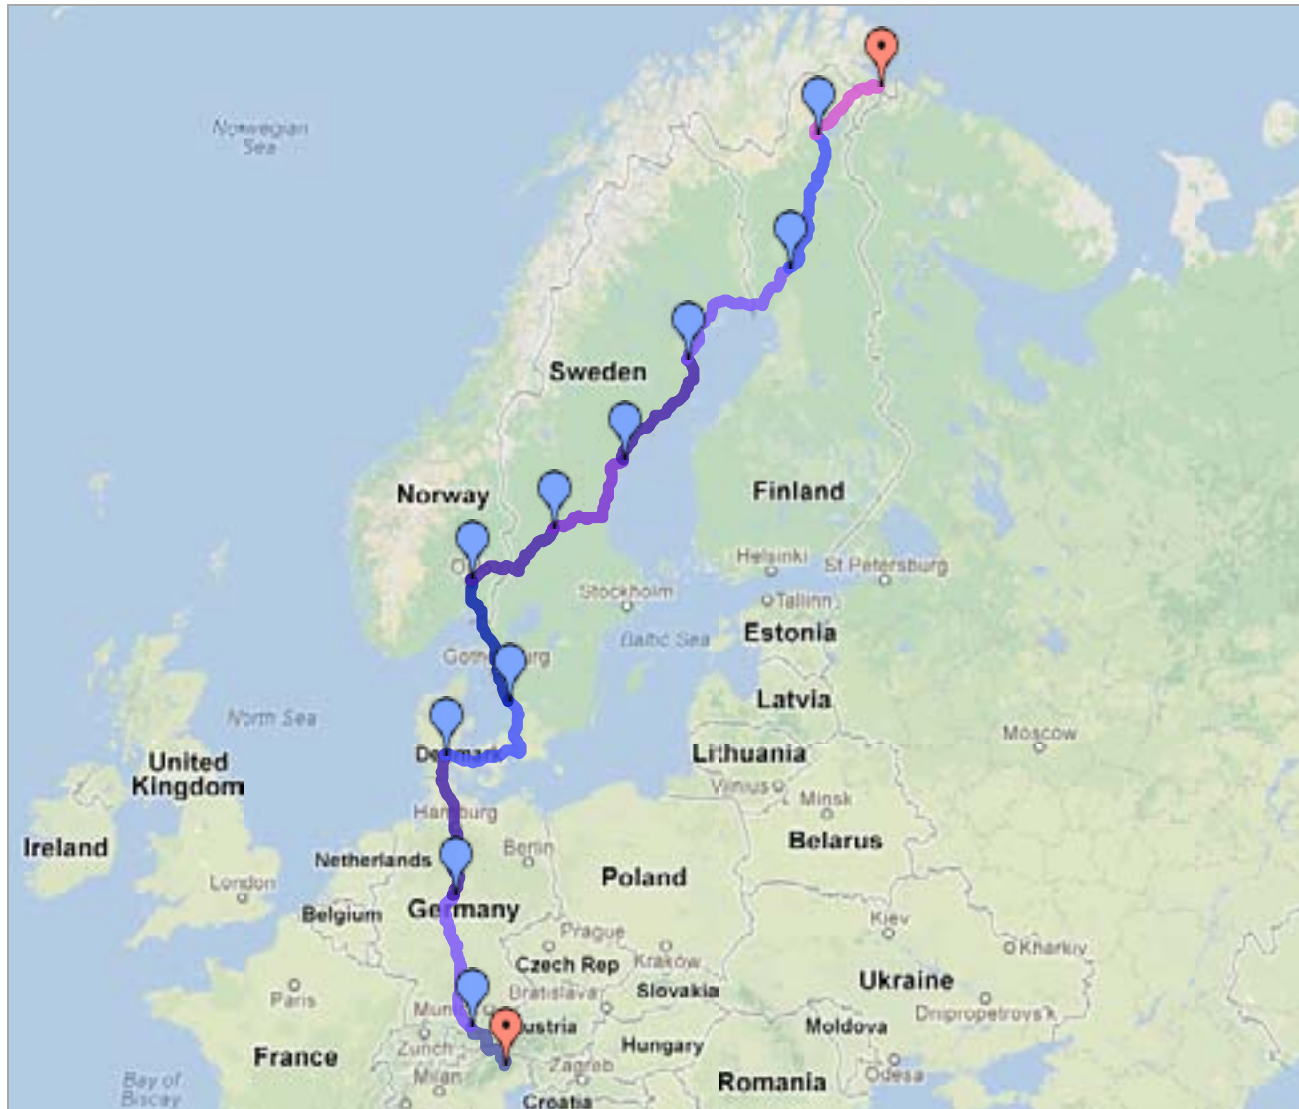 Norwegian
Sea
Sweden
Norway
Finland
Helsinki
St Petersburg
Stockholm
Tallinn
Estonia
Baltic Sea
Latvia
North Sea
Moscow
Lithuania
United
Kingdom
Vilnius
Minsk
Belarus
Ireland
Netherlands
Berlin
Poland
London
Belgium
Germany
Kiev
Kharkiv
Prague
Krakow
Czech Rep
Slovakia
Ukraine
Paris
Bratislava
Dnipropetrovs'k
Moldova
Hungary
France
Zurich
Zagreb
Odesa
Milan
Romania
Bay of
Biscay
Croatia